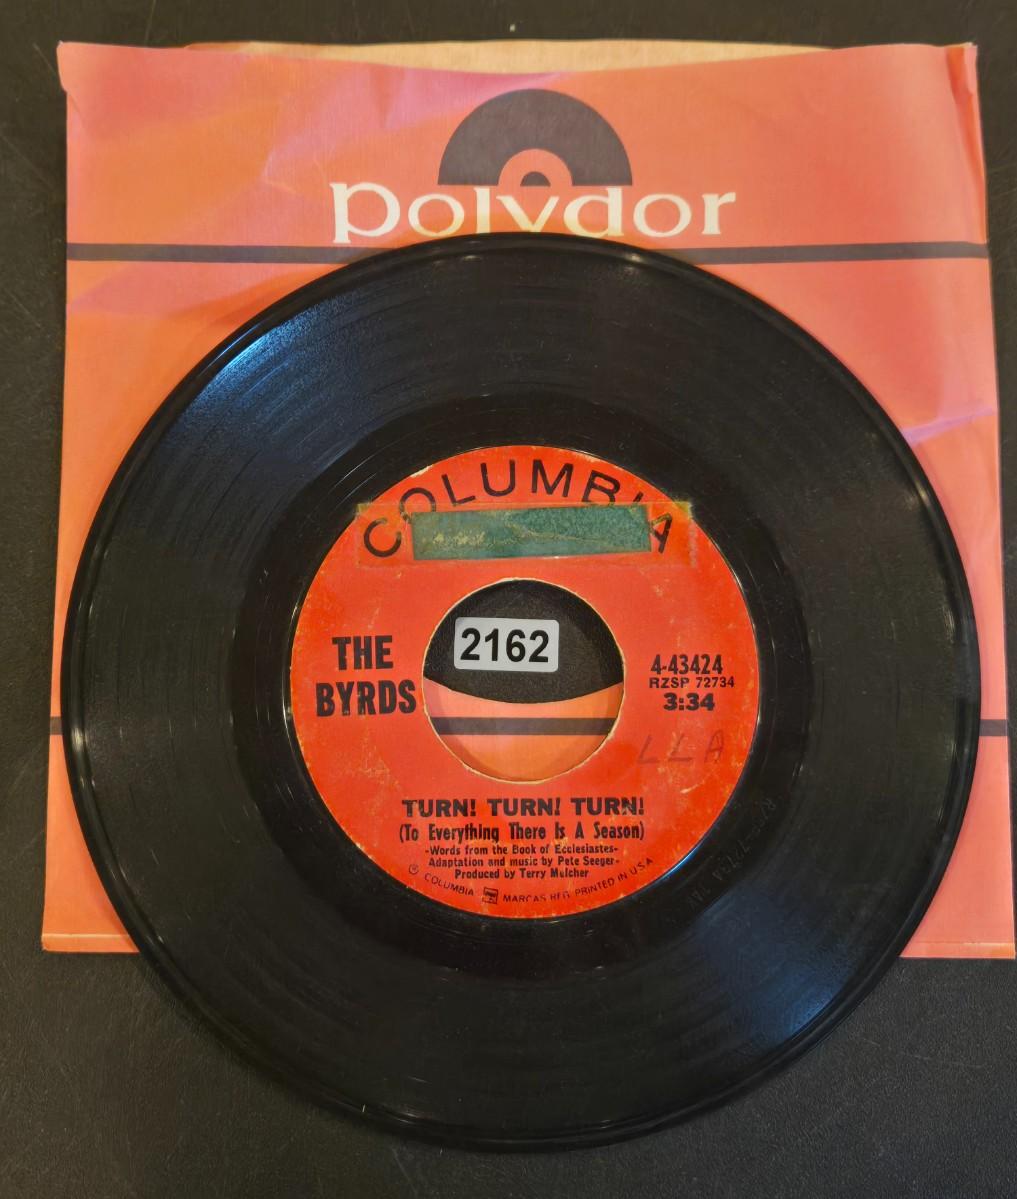 polydor
COLUMBIA
2162
THE
BYRDS
4-43424
RZSP 72734
3:34
LLA
TURN! TURN! TURN!
(To Everything There Is A Season)
-Words from the Book of Ecclesiastes-
Adaptation and music by Pete Seeger-
Produced by Terry Melcher
COLUMBIA MARCAS REG. PRINTED IN U.S.A.